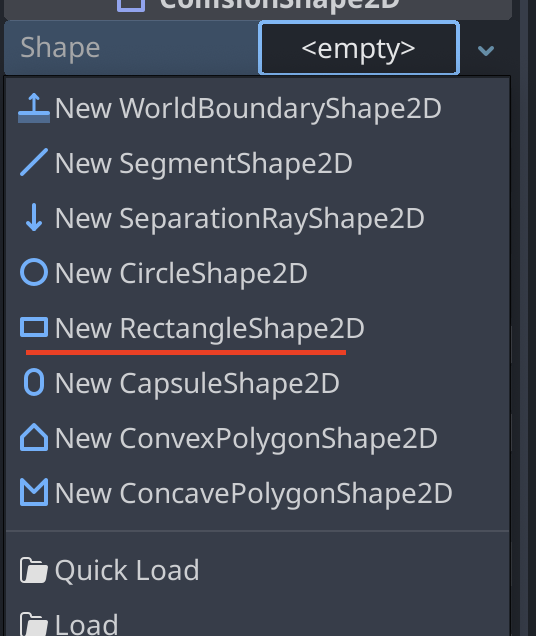 CollisionShape2D
Shape
<empty>
New WorldBoundaryShape2D
New SegmentShape2D
New SeparationRayShape2D
New CircleShape2D
New RectangleShape2D
New CapsuleShape2D
New ConvexPolygonShape2D
New ConcavePolygonShape2D
Quick Load
Load